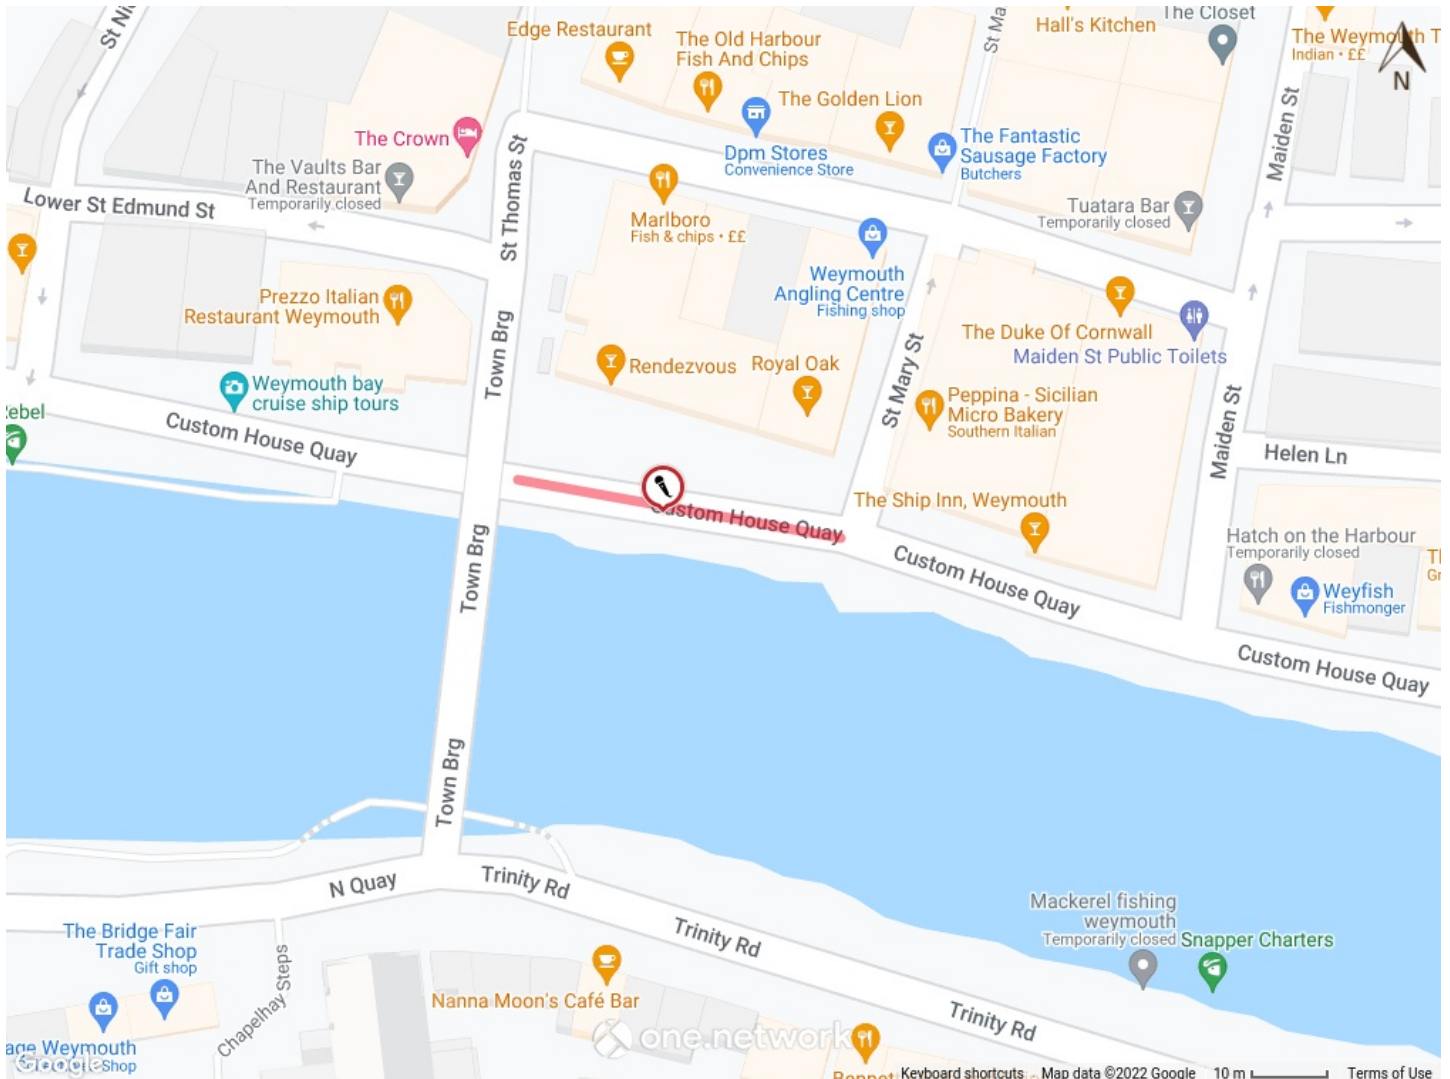 St Ni
Edge Restaurant
The Old Harbour
Fish And Chips
Hall's Kitchen
The Closet
St Ma
The Weymouth T
Indian • ££
N
The Golden Lion
The Crown
Dpm Stores
Convenience Store
The Fantastic
Sausage Factory
Butchers
Maiden St
The Vaults Bar
And Restaurant
Temporarily closed
Lower St Edmund St
St Thomas St
Marlboro
Fish & chips • ££
Tuatara Bar
Temporarily closed
Weymouth
Angling Centre
Fishing shop
Prezzo Italian
Restaurant Weymouth
Town Brg
The Duke Of Cornwall
Maiden St Public Toilets
Rendezvous
Royal Oak
St Mary St
Weymouth bay
cruise ship tours
Peppina - Sicilian
Micro Bakery
Southern Italian
Maiden St
Rebel
Custom House Quay
Helen Ln
The Ship Inn, Weymouth
Custom House Quay
Town Brg
Custom House Quay
Hatch on the Harbour
Temporarily closed
Weyfish
Fishmonger
Custom House Quay
Town Brg
N Quay
Trinity Rd
Trinity Rd
Mackerel fishing
weymouth
Temporarily closed
Snapper Charters
The Bridge Fair
Trade Shop
Gift shop
Chapelhay Steps
Nanna Moon's Café Bar
Trinity Rd
one.network
age Weymouth
Google
Keyboard shortcuts
Map data ©2022 Google
10 m
Terms of Use